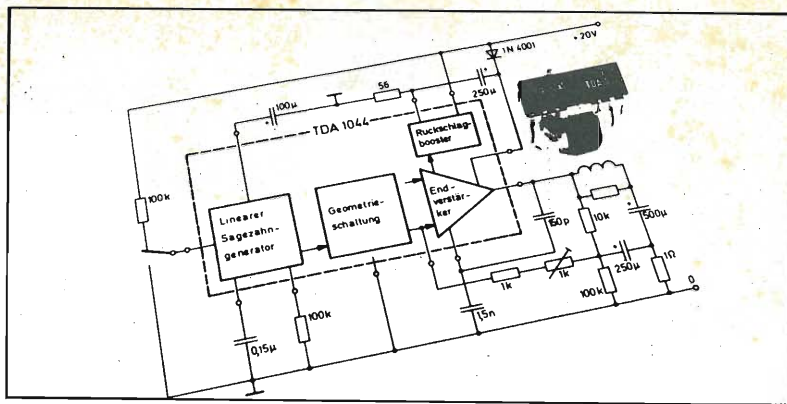 +20V
1N 4001
TDA
100µ
56
250µ
TDA 1044
Rückschlag-
booster
100k
Linearer
Sägezahn-
generator
Geometrie-
schaltung
End-
verstär-
ker
150p
10k
500µ
1k
1k
250µ
1Ω
100k
0
0,15µ
100k
1,5n